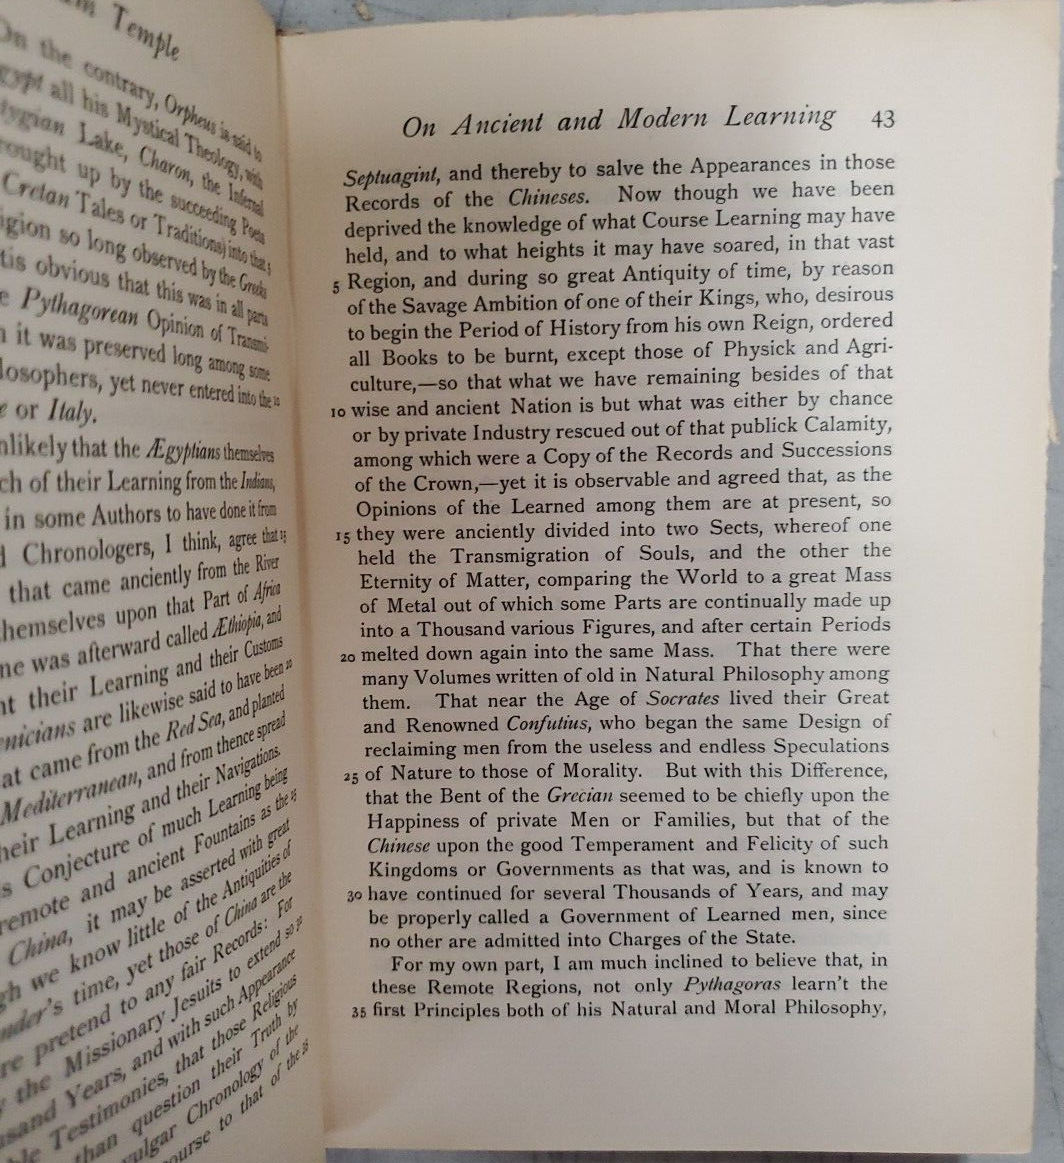 Temple
On the contrary, Orpheus is said to
all his Mystical Theology, with
Lake, Charon, the Infernal
up by the succeeding Poets
Cretan Tales or Traditions) into that 5
so long observed by the Greeks
obvious that this was in all parts
Pythagorean Opinion of Transmi-
it was preserved long among some
yet never entered into the 10
or Italy.
that the Ægyptians themselves
of their Learning from the Indians,
in some Authors to have done it from
Chronologers, I think, agree that 15
that came anciently from the River
themselves upon that Part of Africa
was afterward called Æthiopia, and
their Learning and their Customs
are likewise said to have been 20
came from the Red Sea, and planted
Mediterranean, and from thence spread
their Learning and their Navigations.
Conjecture of much Learning being
remote and ancient Fountains as the 25
China, it may be asserted with great
we know little of the Antiquities of
time, yet those of China are the
pretend to any fair Records: For
the Missionary Jesuits to extend so 30
Years, and with such Appearance
Testimonies, that those Religious
than question their Truth by
Chronology of the
to that of the 35
On Ancient and Modern Learning 43
Septuagint, and thereby to salve the Appearances in those
Records of the Chineses. Now though we have been
deprived the knowledge of what Course Learning may have
held, and to what heights it may have soared, in that vast
5 Region, and during so great Antiquity of time, by reason
of the Savage Ambition of one of their Kings, who, desirous
to begin the Period of History from his own Reign, ordered
all Books to be burnt, except those of Physick and Agri-
culture,—so that what we have remaining besides of that
10 wise and ancient Nation is but what was either by chance
or by private Industry rescued out of that publick Calamity,
among which were a Copy of the Records and Successions
of the Crown,—yet it is observable and agreed that, as the
Opinions of the Learned among them are at present, so
15 they were anciently divided into two Sects, whereof one
held the Transmigration of Souls, and the other the
Eternity of Matter, comparing the World to a great Mass
of Metal out of which some Parts are continually made up
into a Thousand various Figures, and after certain Periods
20 melted down again into the same Mass. That there were
many Volumes written of old in Natural Philosophy among
them. That near the Age of Socrates lived their Great
and Renowned Confutius, who began the same Design of
reclaiming men from the useless and endless Speculations
25 of Nature to those of Morality. But with this Difference,
that the Bent of the Grecian seemed to be chiefly upon the
Happiness of private Men or Families, but that of the
Chinese upon the good Temperament and Felicity of such
Kingdoms or Governments as that was, and is known to
30 have continued for several Thousands of Years, and may
be properly called a Government of Learned men, since
no other are admitted into Charges of the State.
For my own part, I am much inclined to believe that, in
these Remote Regions, not only Pythagoras learn't the
35 first Principles both of his Natural and Moral Philosophy,